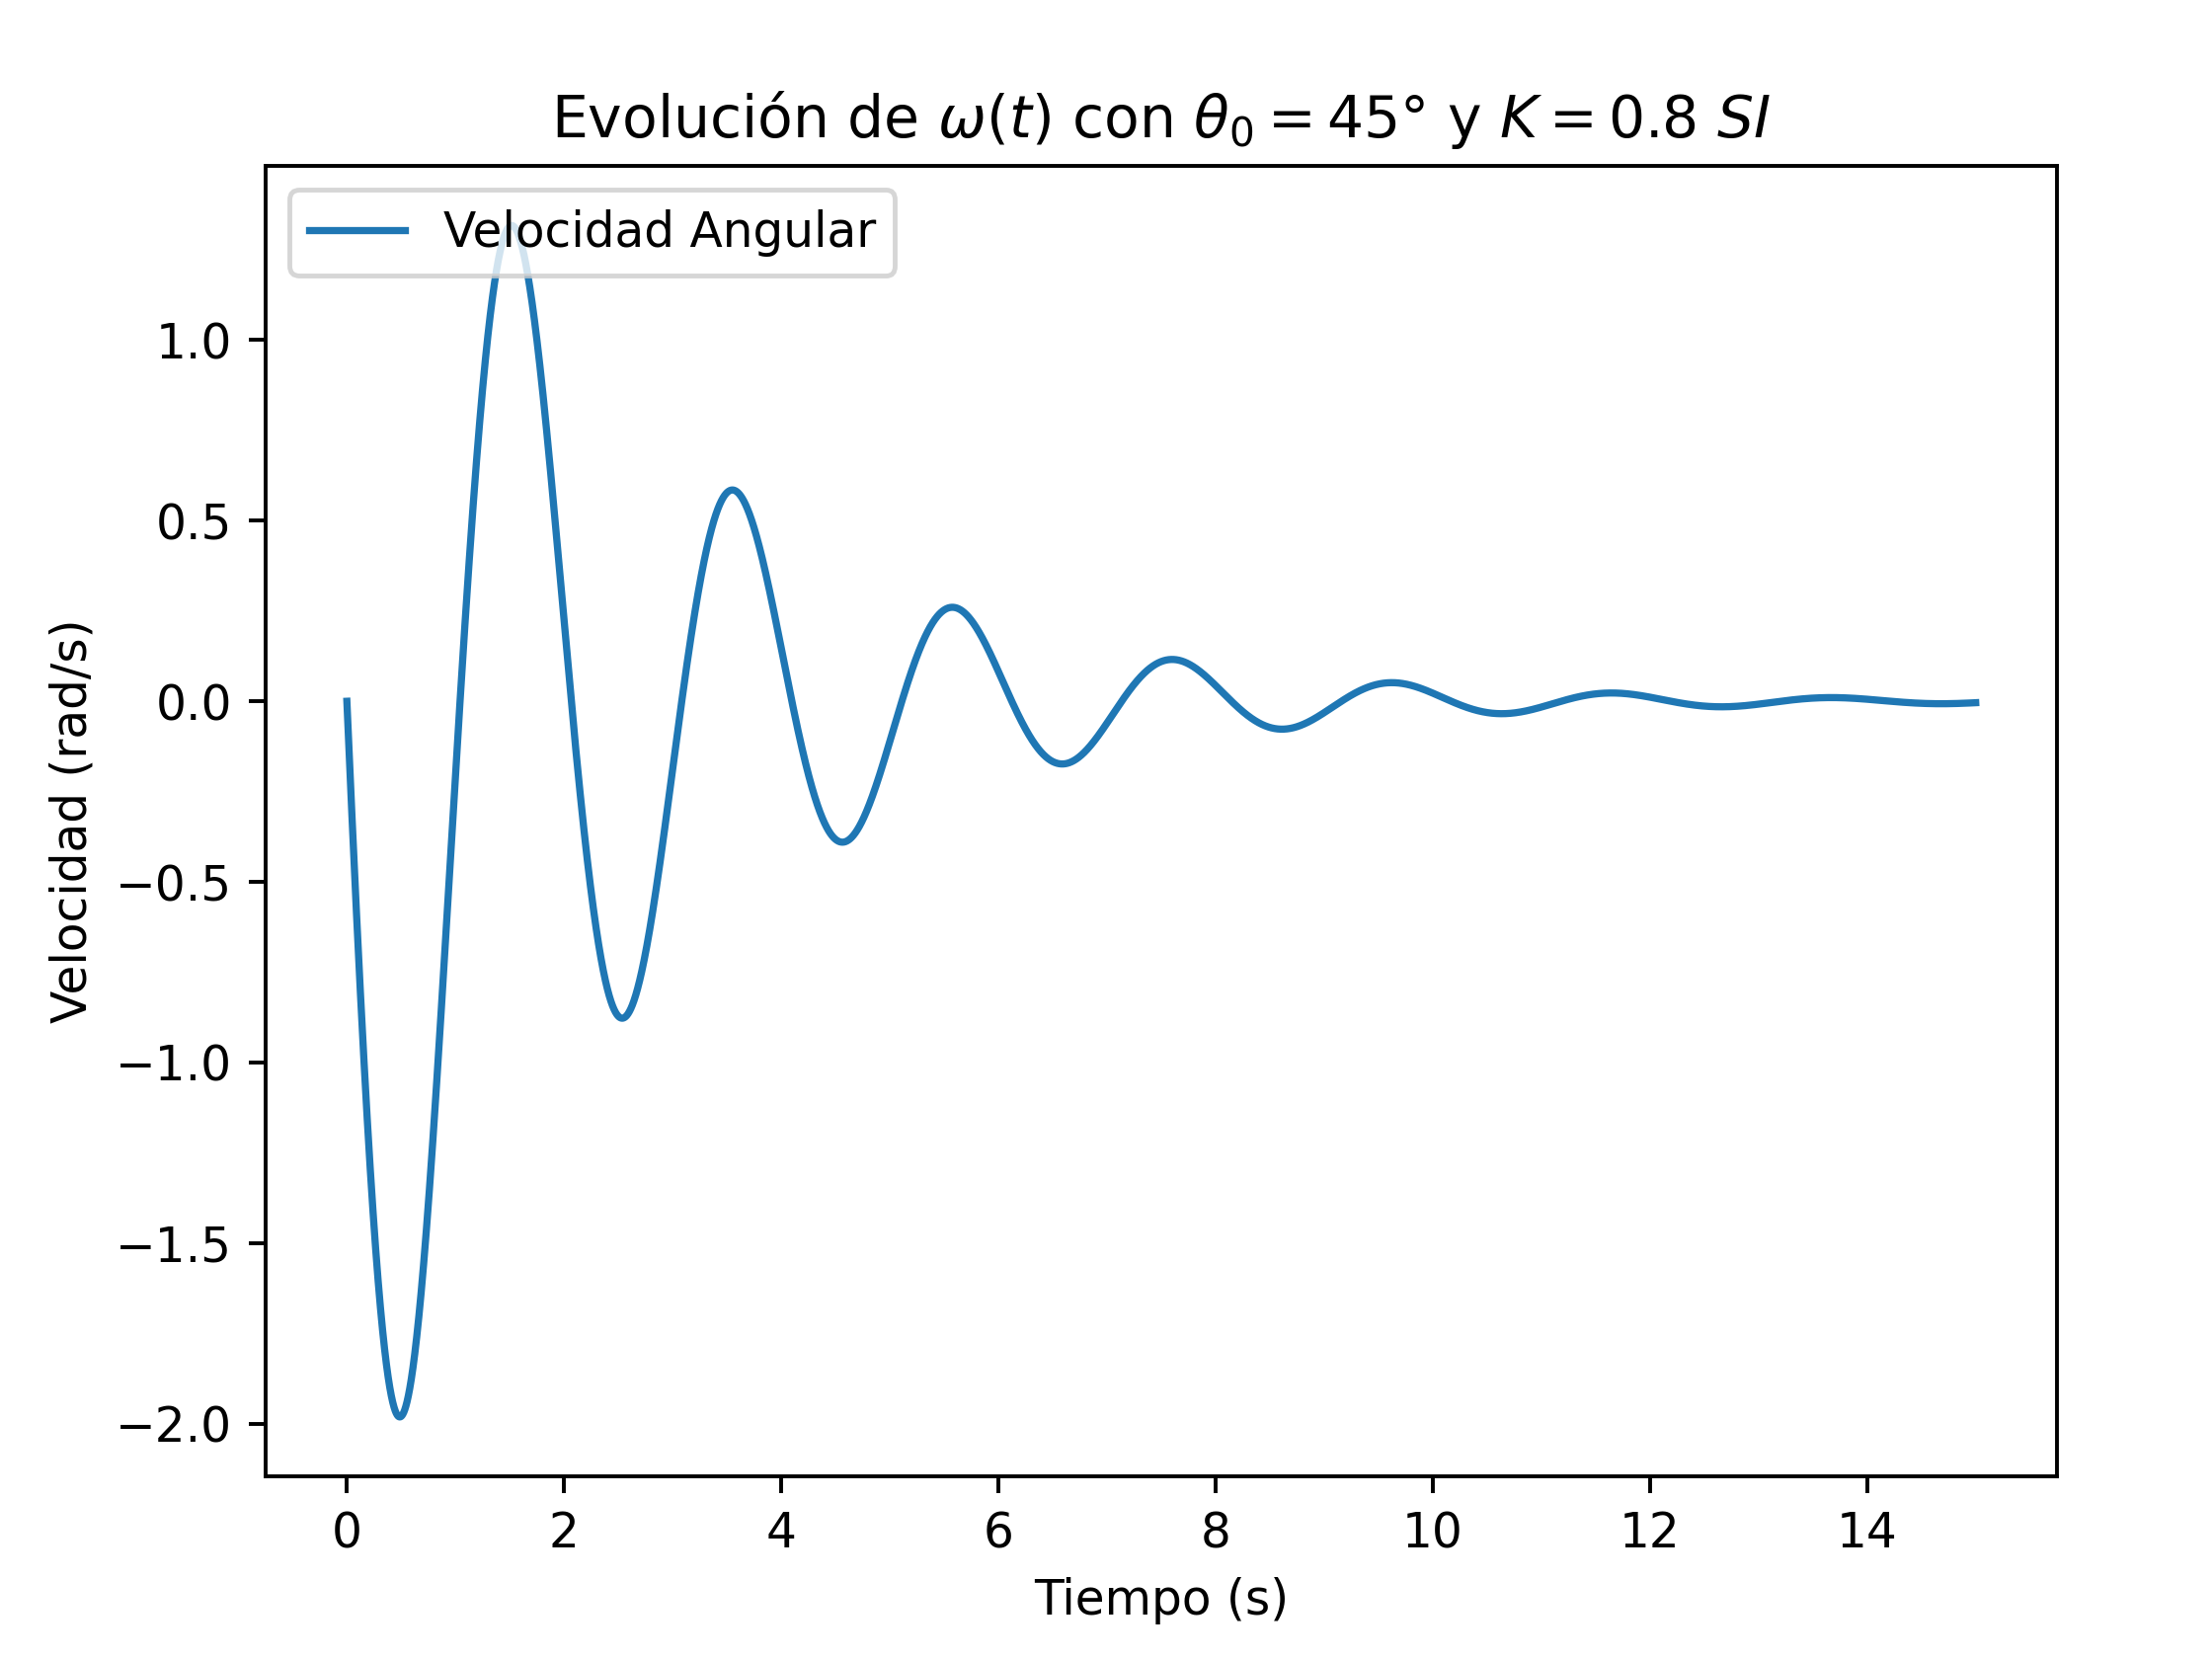 Evolución de ω(t) con θ₀ = 45° y K = 0.8 SI
Velocidad Angular
1.0
0.5
0.0
−0.5
−1.0
−1.5
−2.0
Velocidad (rad/s)
0 2 4 6 8 10 12 14
Tiempo (s)